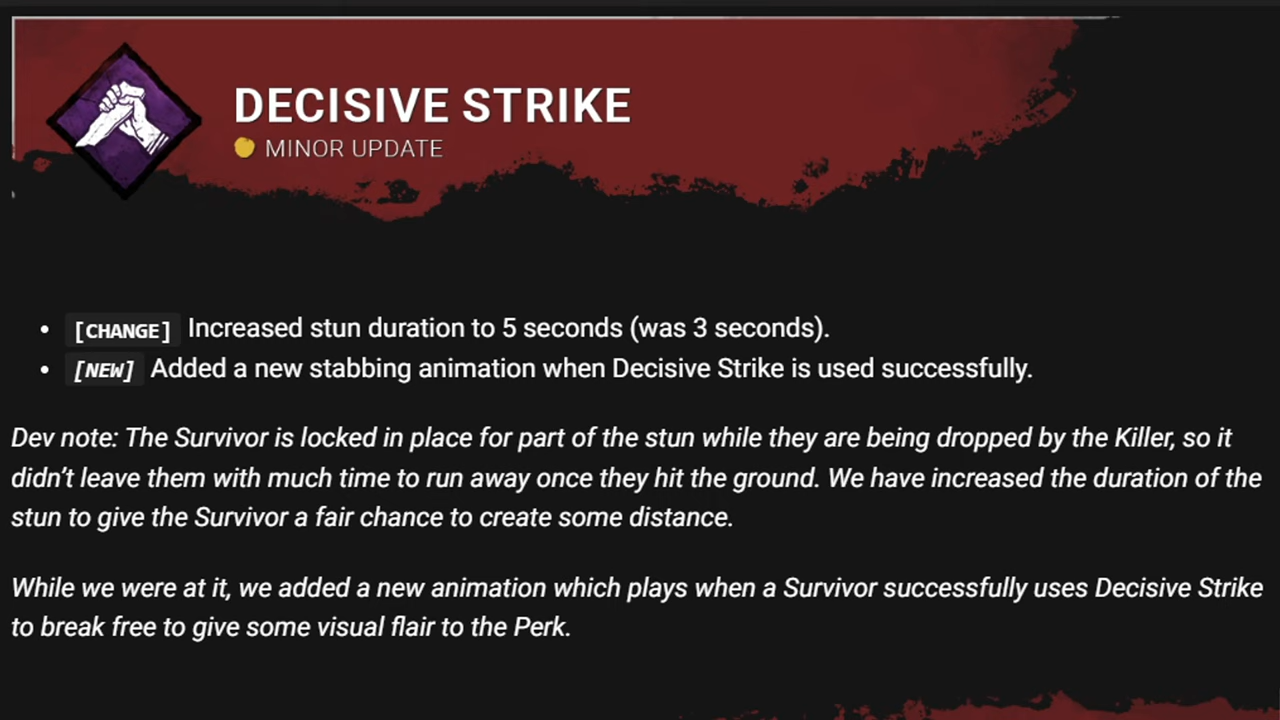 DECISIVE STRIKE
MINOR UPDATE
• [CHANGE] Increased stun duration to 5 seconds (was 3 seconds).
• [NEW] Added a new stabbing animation when Decisive Strike is used successfully.
Dev note: The Survivor is locked in place for part of the stun while they are being dropped by the Killer, so it
didn’t leave them with much time to run away once they hit the ground. We have increased the duration of the
stun to give the Survivor a fair chance to create some distance.
While we were at it, we added a new animation which plays when a Survivor successfully uses Decisive Strike
to break free to give some visual flair to the Perk.